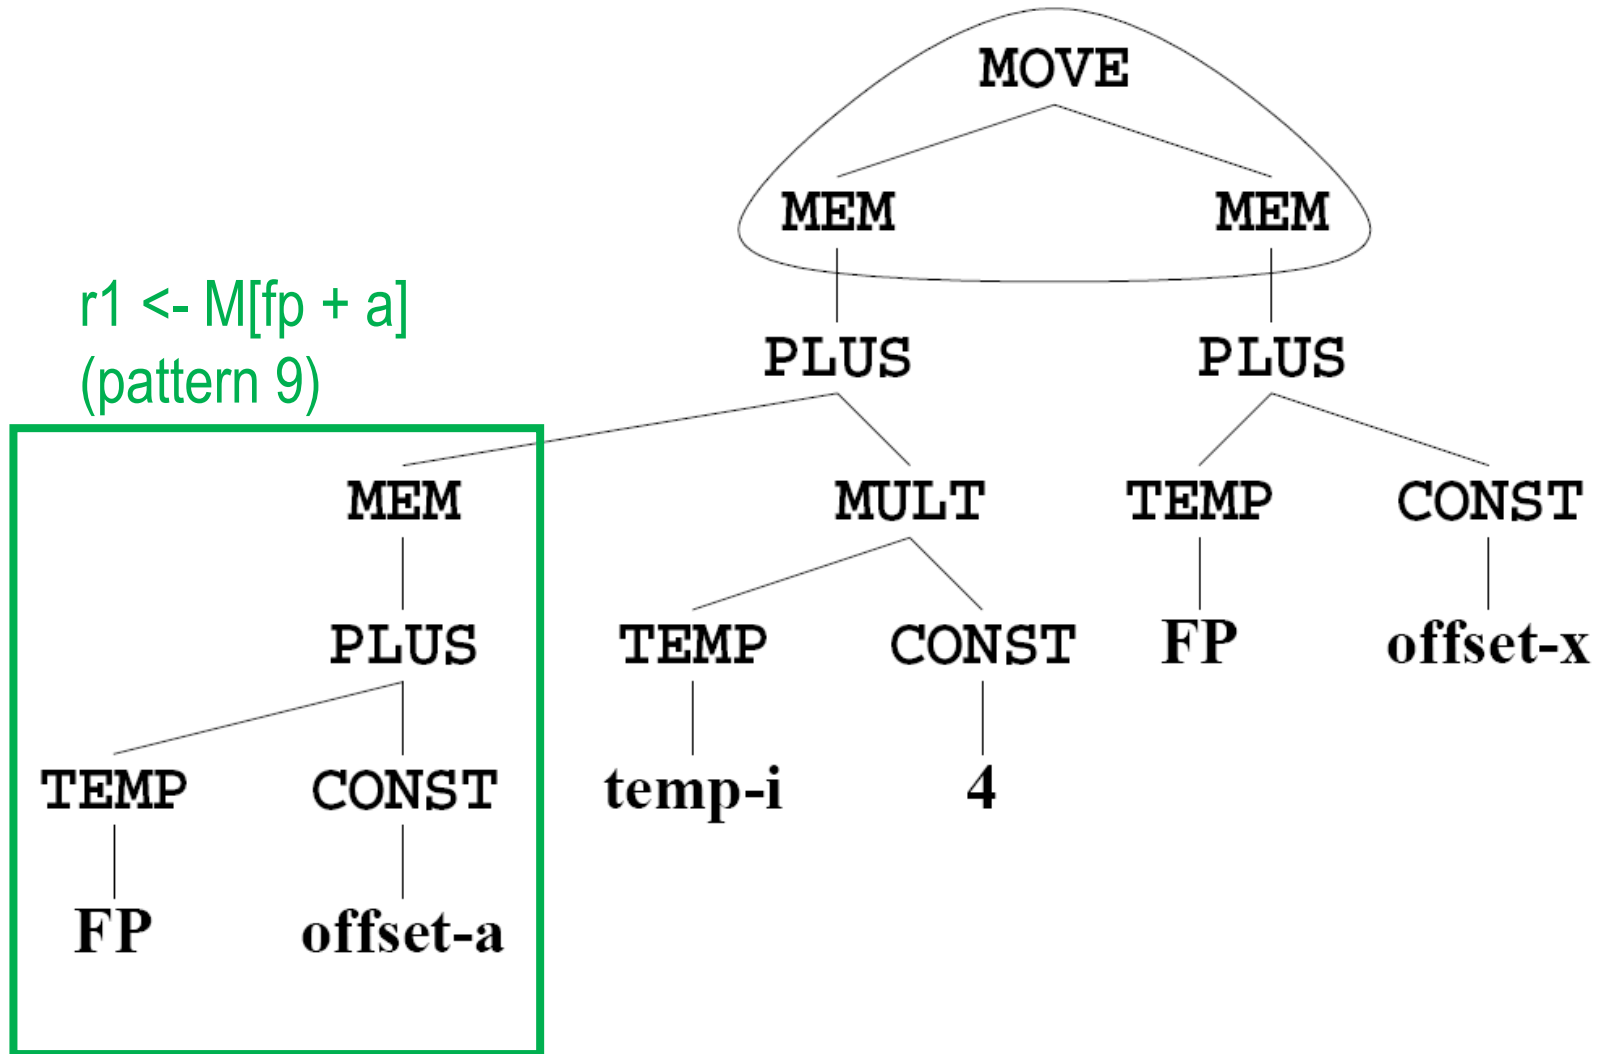 MOVE
MEM MEM
r1 <- M[fp + a]
(pattern 9)
PLUS PLUS
MEM MULT TEMP CONST
PLUS TEMP CONST FP offset-x
TEMP CONST temp-i 4
FP offset-a